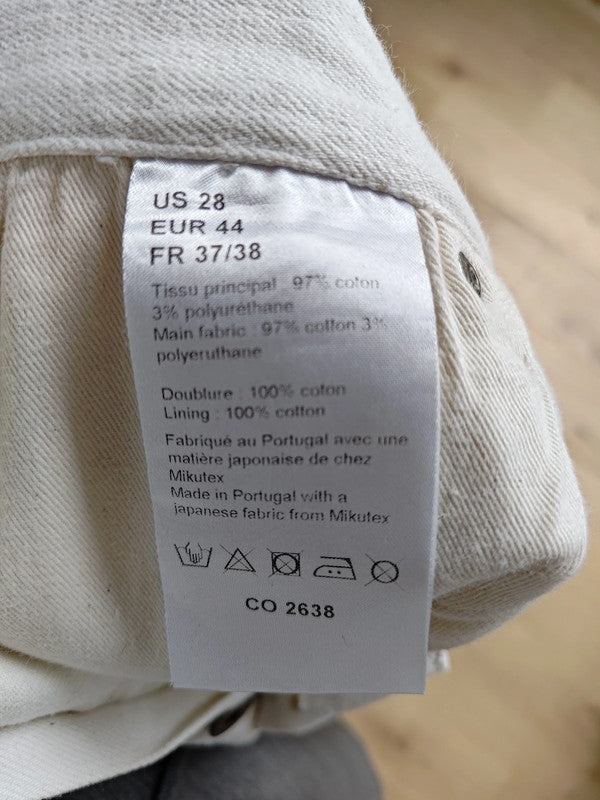 US 28
EUR 44
FR 37/38
Tissu principal : 97% coton
3% polyuréthane
Main fabric : 97% cotton 3%
polyeruthane
Doublure : 100% coton
Lining : 100% cotton
Fabriqué au Portugal avec une
matière japonaise de chez
Mikutex
Made in Portugal with a
japanese fabric from Mikutex
CO 2638